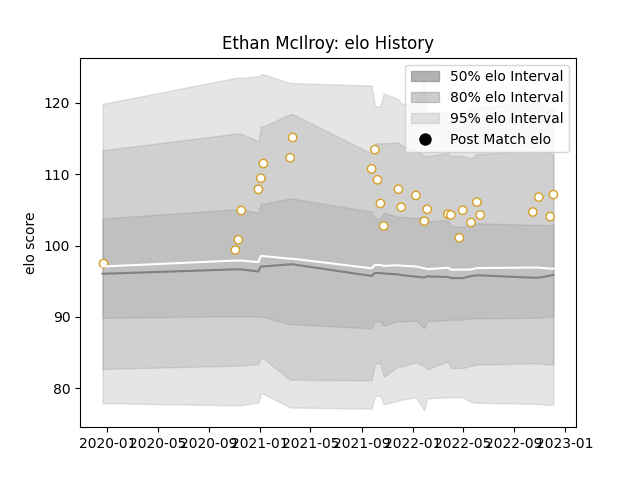 Ethan McIlroy: elo History
50% elo Interval
80% elo Interval
95% elo Interval
Post Match elo
elo score
120
110
100
90
80
2020-01 2020-05 2020-09 2021-01 2021-05 2021-09 2022-01 2022-05 2022-09 2023-01